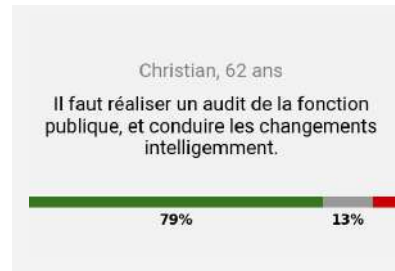 Christian, 62 ans
Il faut réaliser un audit de la fonction
publique, et conduire les changements
intelligemment.
79% 13%